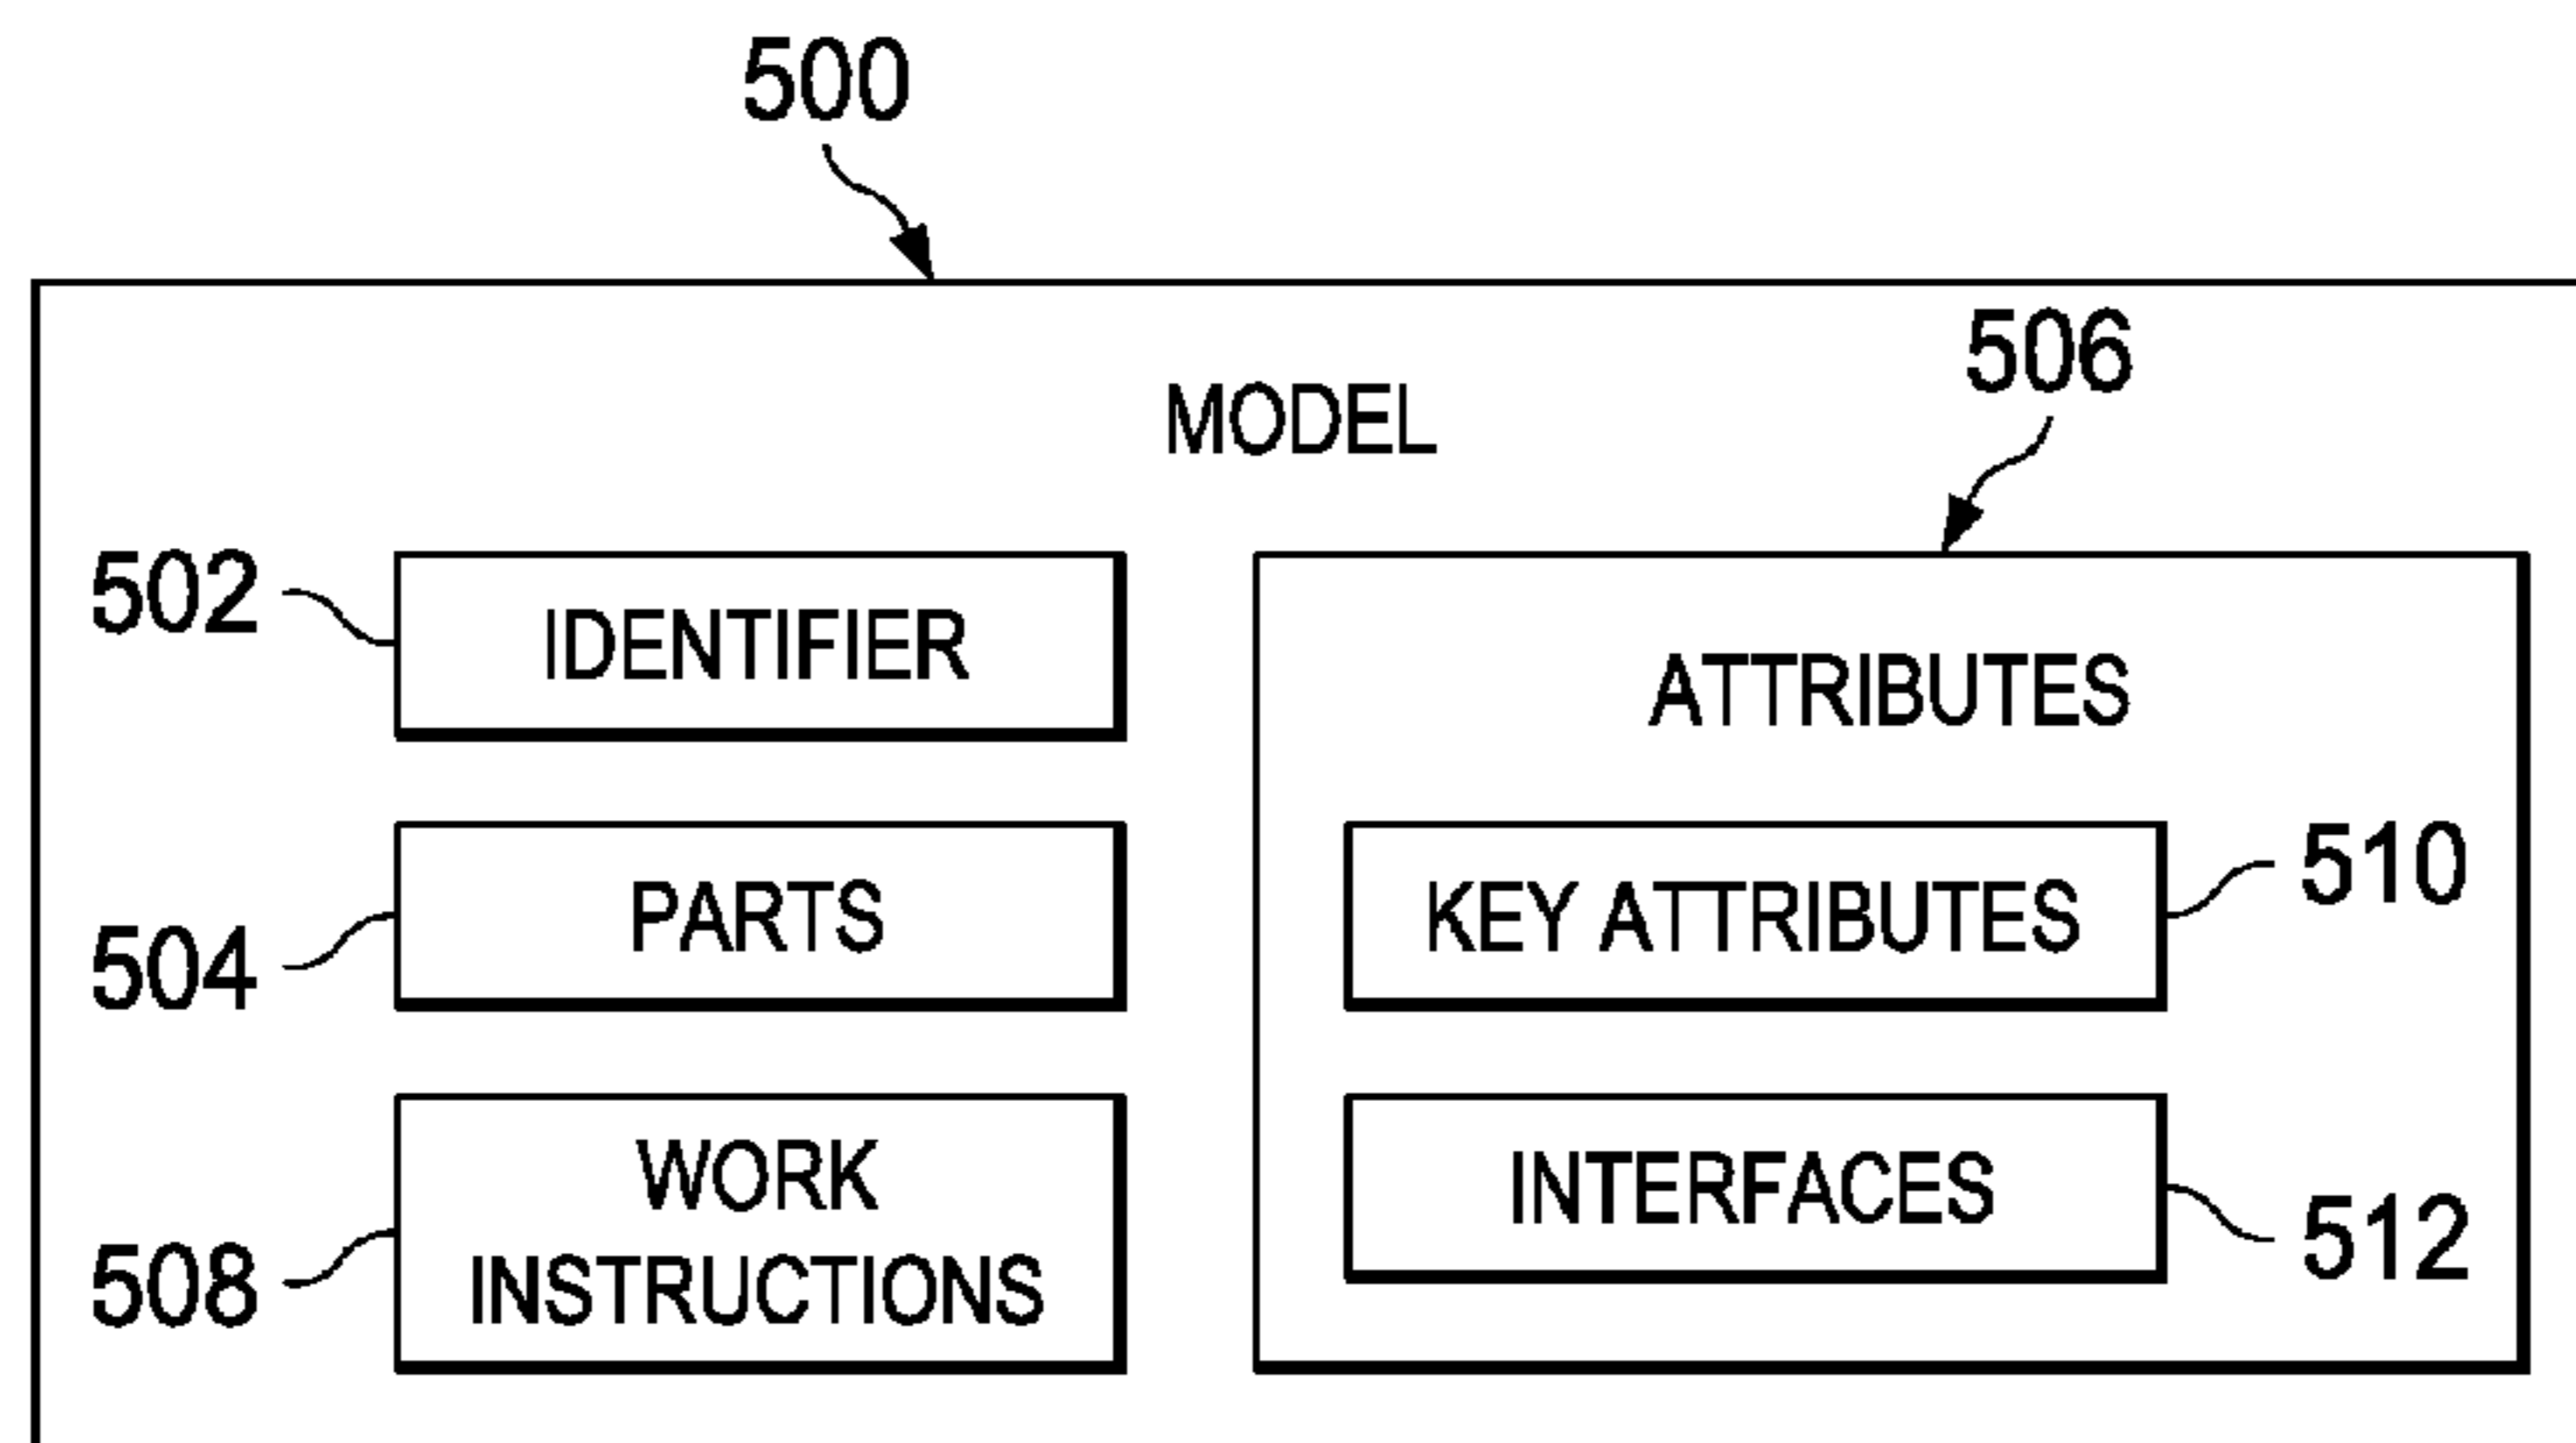 500
506
MODEL
502
IDENTIFIER
ATTRIBUTES
PARTS
504
KEY ATTRIBUTES
510
WORK
INSTRUCTIONS
508
INTERFACES
512